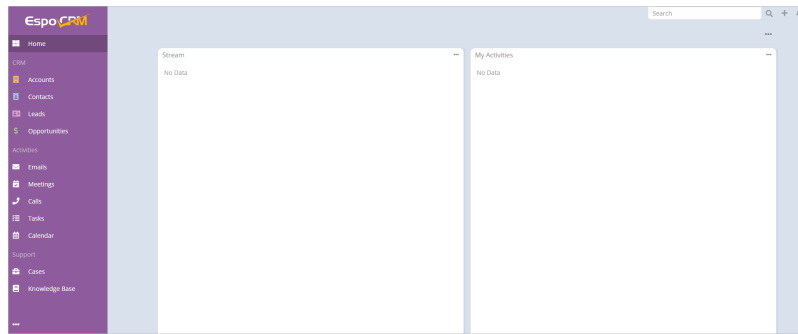 EspoCRM
Search
Home
CRM
Accounts
Contacts
Leads
Opportunities
Activities
Emails
Meetings
Calls
Tasks
Calendar
Support
Cases
Knowledge Base
Stream
No Data
My Activities
No Data